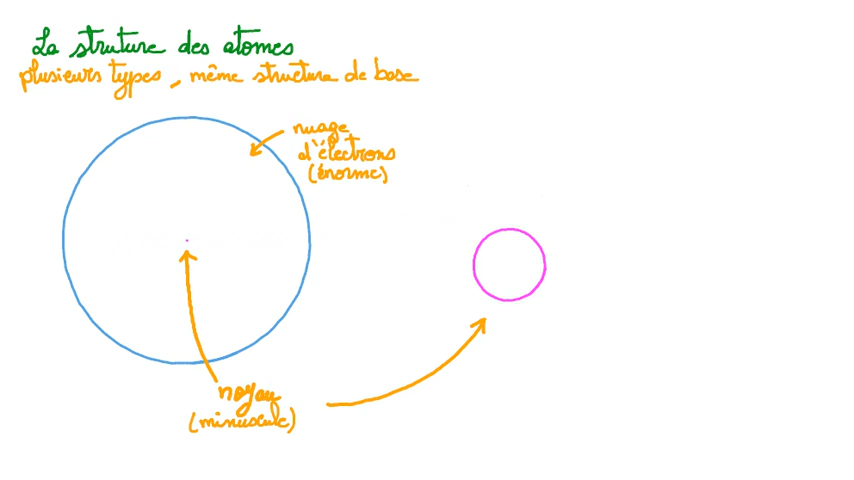 La struture des atomes
plusieurs types, même structure de base
nuage
d'électrons
(énorme)
noyau
(minuscule)